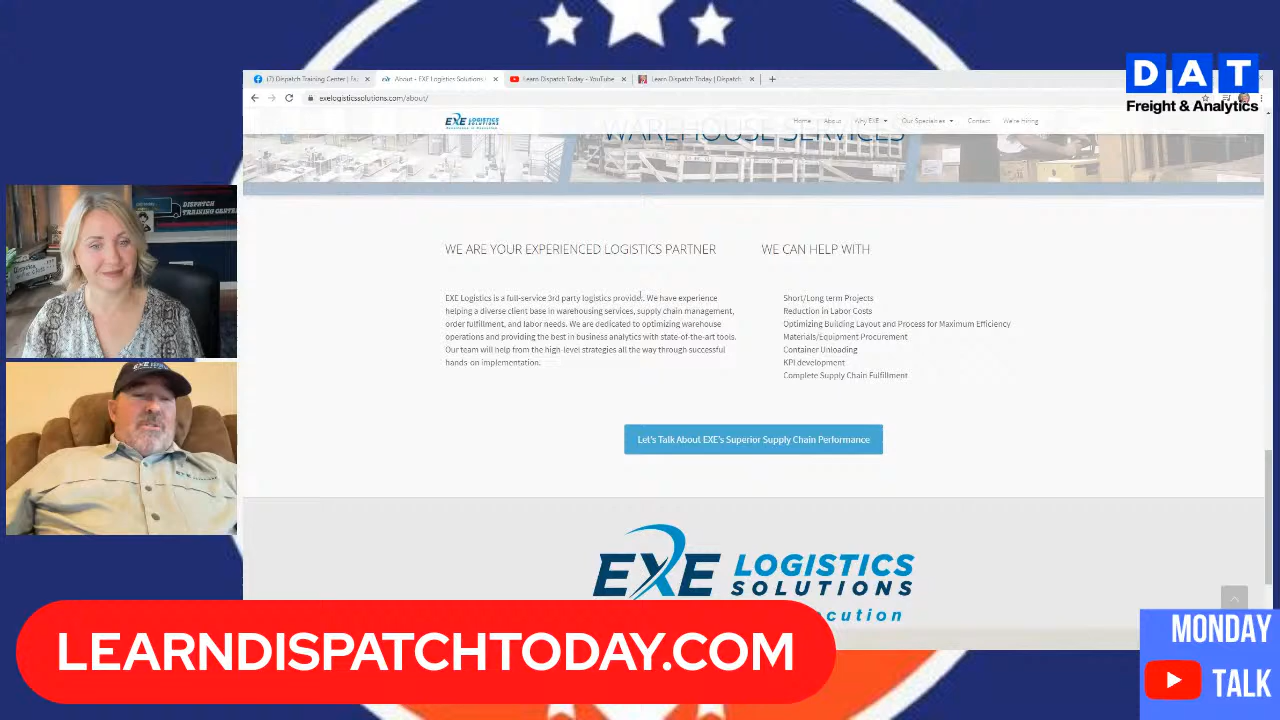 DAT
Freight & Analytics
(7) Dispatch Training Center | Fa
About - EXE Logistics Solutions
Learn Dispatch Today - YouTube
Learn Dispatch Today | Dispatch
exelogisticssolutions.com/about/
EXE LOGISTICS
SOLUTIONS
Excellence in Execution
Home
About
Why EXE
Our Specialties
Contact
We're Hiring
WAREHOUSE SERVICES
DISPATCH
TRAINING CENTER
WE ARE YOUR EXPERIENCED LOGISTICS PARTNER
EXE Logistics is a full-service 3rd party logistics provider. We have experience
helping a diverse client base in warehousing services, supply chain management,
order fulfillment, and labor needs. We are dedicated to optimizing warehouse
operations and providing the best in business analytics with state-of-the-art tools.
Our team will help from the high-level strategies all the way through successful
hands-on implementation.
WE CAN HELP WITH
Short/Long term Projects
Reduction in Labor Costs
Optimizing Building Layout and Process for Maximum Efficiency
Materials/Equipment Procurement
Container Unloading
KPI development
Complete Supply Chain Fulfillment
Let's Talk About EXE's Superior Supply Chain Performance
EXE LOGISTICS
SOLUTIONS
cution
LEARNDISPATCHTODAY.COM
MONDAY
TALK